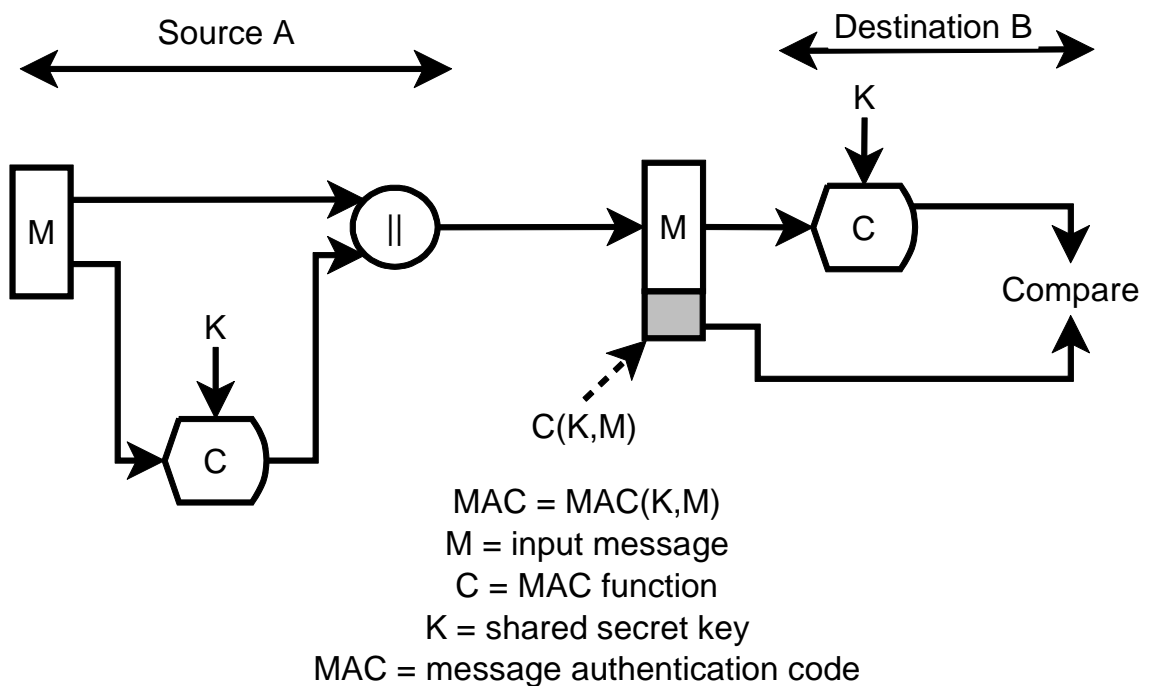 Source A
Destination B
K
M
||
M
C
Compare
K
C
C(K,M)
MAC = MAC(K,M)
M = input message
C = MAC function
K = shared secret key
MAC = message authentication code